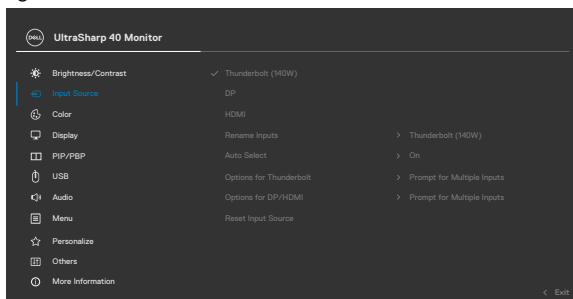 DELL UltraSharp 40 Monitor
Brightness/Contrast Thunderbolt (140W)
Input Source DP
Color HDMI
Display Rename Inputs > Thunderbolt (140W)
PIP/PBP Auto Select > On
USB Options for Thunderbolt > Prompt for Multiple Inputs
Audio Options for DP/HDMI > Prompt for Multiple Inputs
Menu Reset Input Source
Personalize
Others
More Information
< Exit